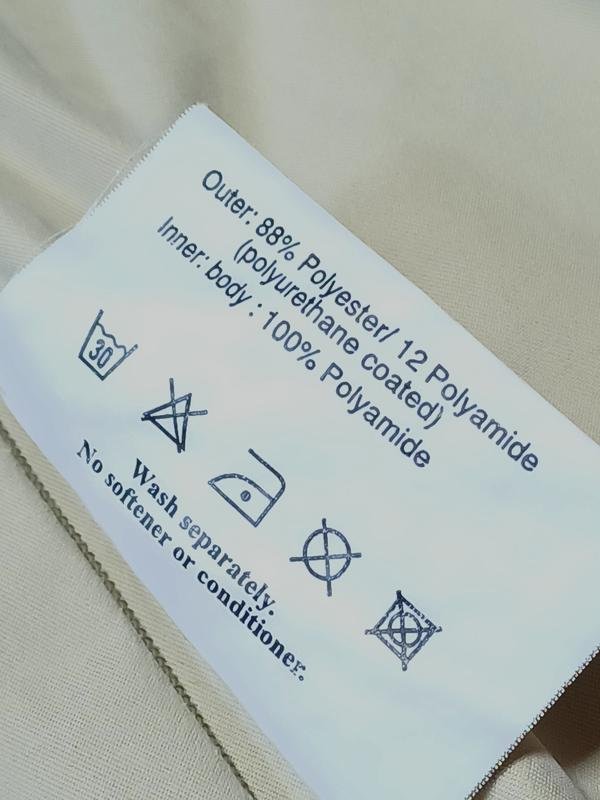 Outer: 88% Polyester/ 12 Polyamide
(polyurethane coated)
Inner: body : 100% Polyamide
30
Wash separately.
No softener or conditioner.